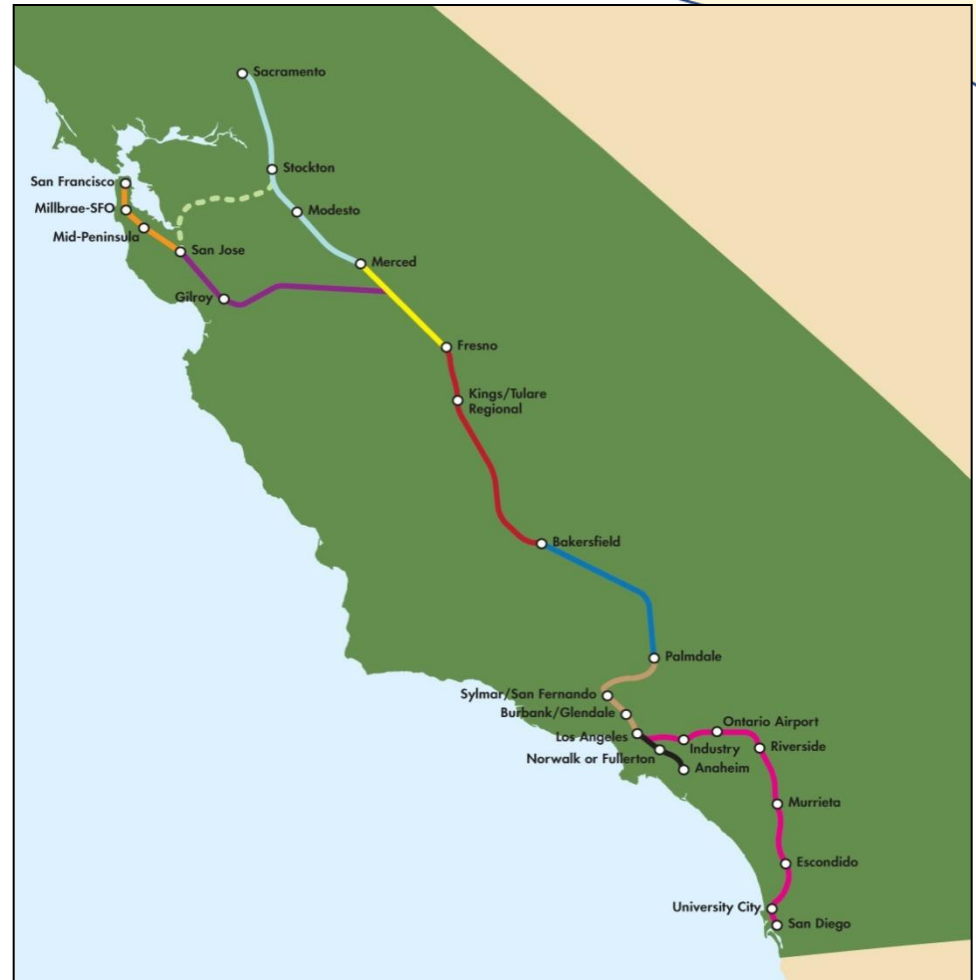 Sacramento
Stockton
San Francisco
Millbrae-SFO
Modesto
Mid-Peninsula
San Jose
Merced
Gilroy
Fresno
Kings/Tulare
Regional
Bakersfield
Palmdale
Sylmar/San Fernando
Burbank/Glendale
Ontario Airport
Los Angeles
Industry
Riverside
Norwalk or Fullerton
Anaheim
Murrieta
Escondido
University City
San Diego